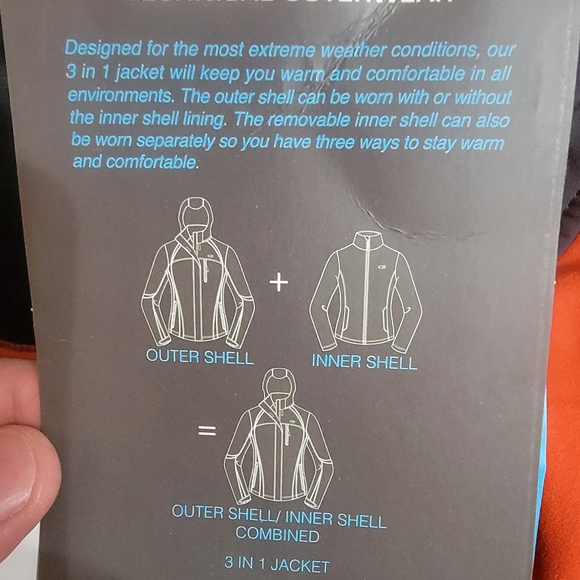 TECHNICAL OUTERWEAR
Designed for the most extreme weather conditions, our
3 in 1 jacket will keep you warm and comfortable in all
environments. The outer shell can be worn with or without
the inner shell lining. The removable inner shell can also
be worn separately so you have three ways to stay warm
and comfortable.
+
OUTER SHELL
INNER SHELL
=
OUTER SHELL/ INNER SHELL
COMBINED
3 IN 1 JACKET